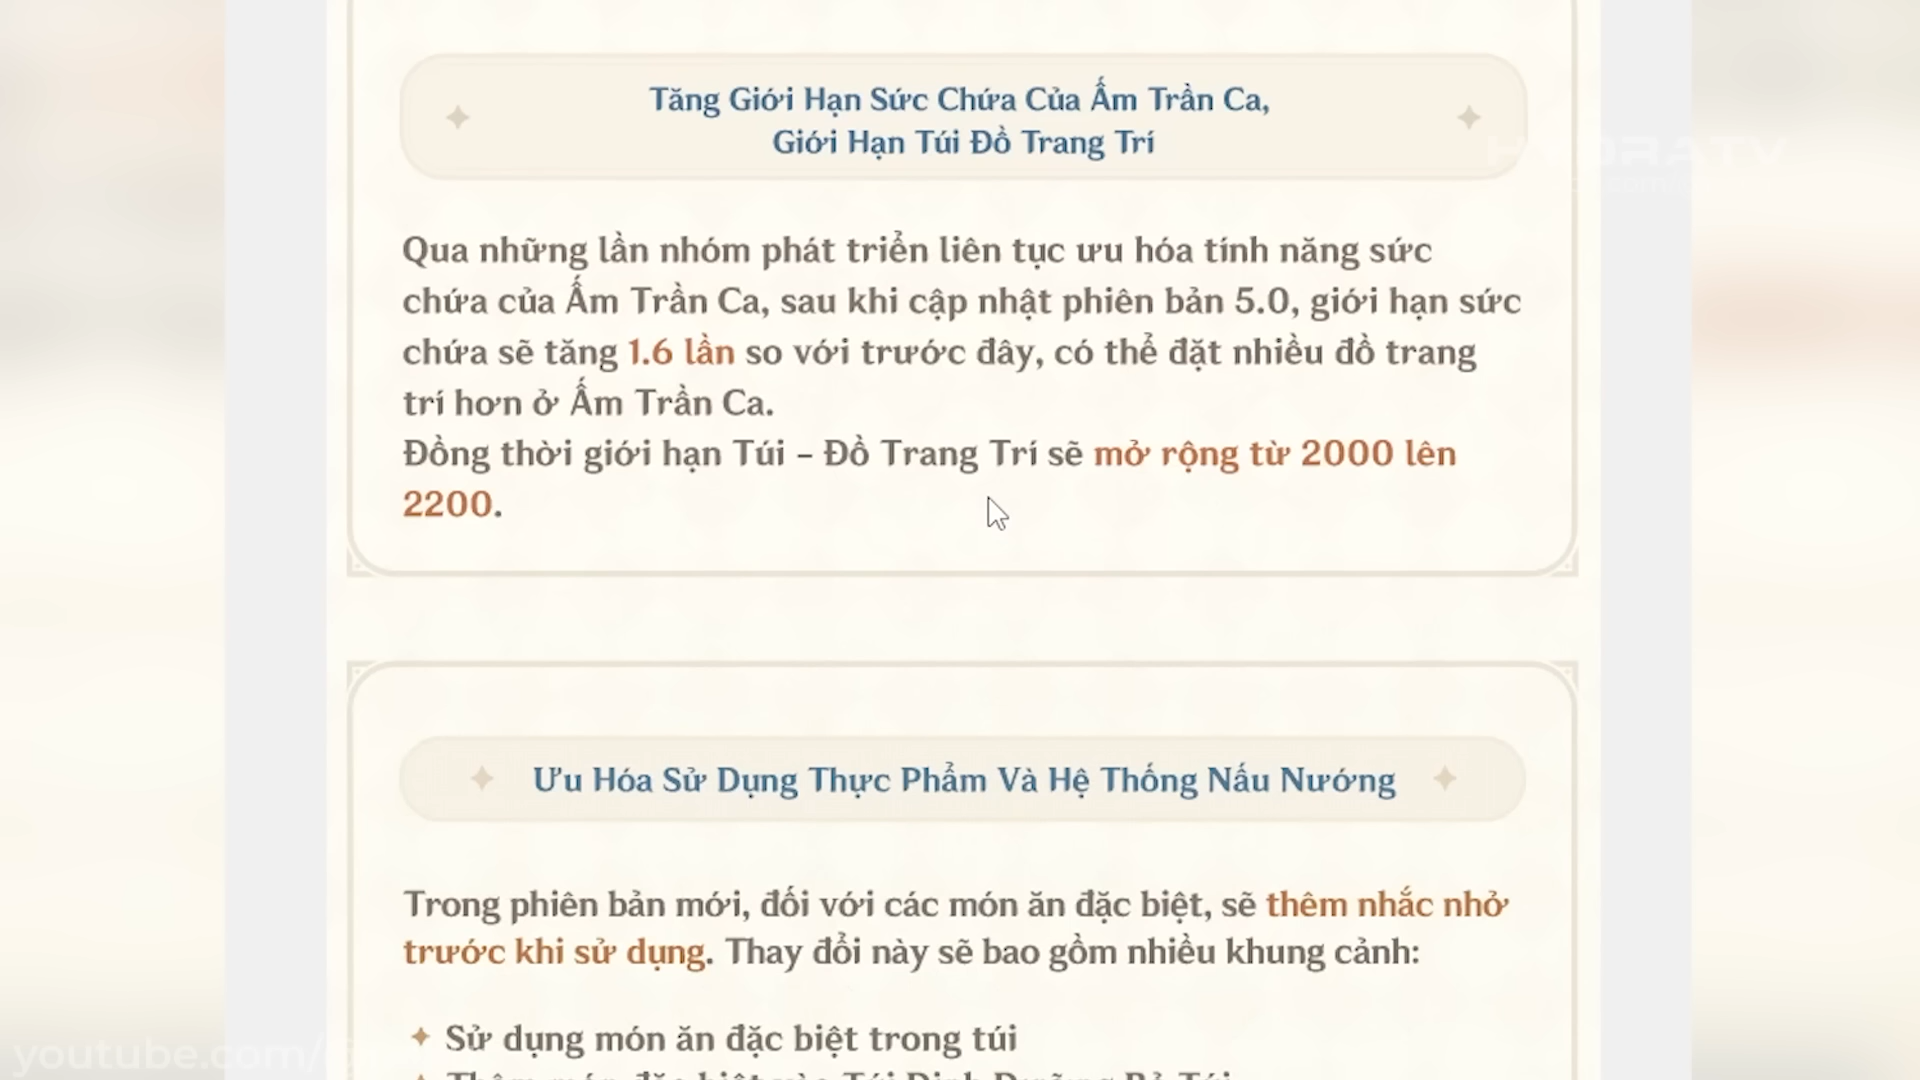 Tăng Giới Hạn Sức Chứa Của Ấm Trần Ca,
Giới Hạn Túi Đồ Trang Trí
Qua những lần nhóm phát triển liên tục ưu hóa tính năng sức
chứa của Ấm Trần Ca, sau khi cập nhật phiên bản 5.0, giới hạn sức
chứa sẽ tăng 1.6 lần so với trước đây, có thể đặt nhiều đồ trang
trí hơn ở Ấm Trần Ca.
Đồng thời giới hạn Túi – Đồ Trang Trí sẽ mở rộng từ 2000 lên
2200.
Ưu Hóa Sử Dụng Thực Phẩm Và Hệ Thống Nấu Nướng
Trong phiên bản mới, đối với các món ăn đặc biệt, sẽ thêm nhắc nhở
trước khi sử dụng. Thay đổi này sẽ bao gồm nhiều khung cảnh:
Sử dụng món ăn đặc biệt trong túi
youtube.com/